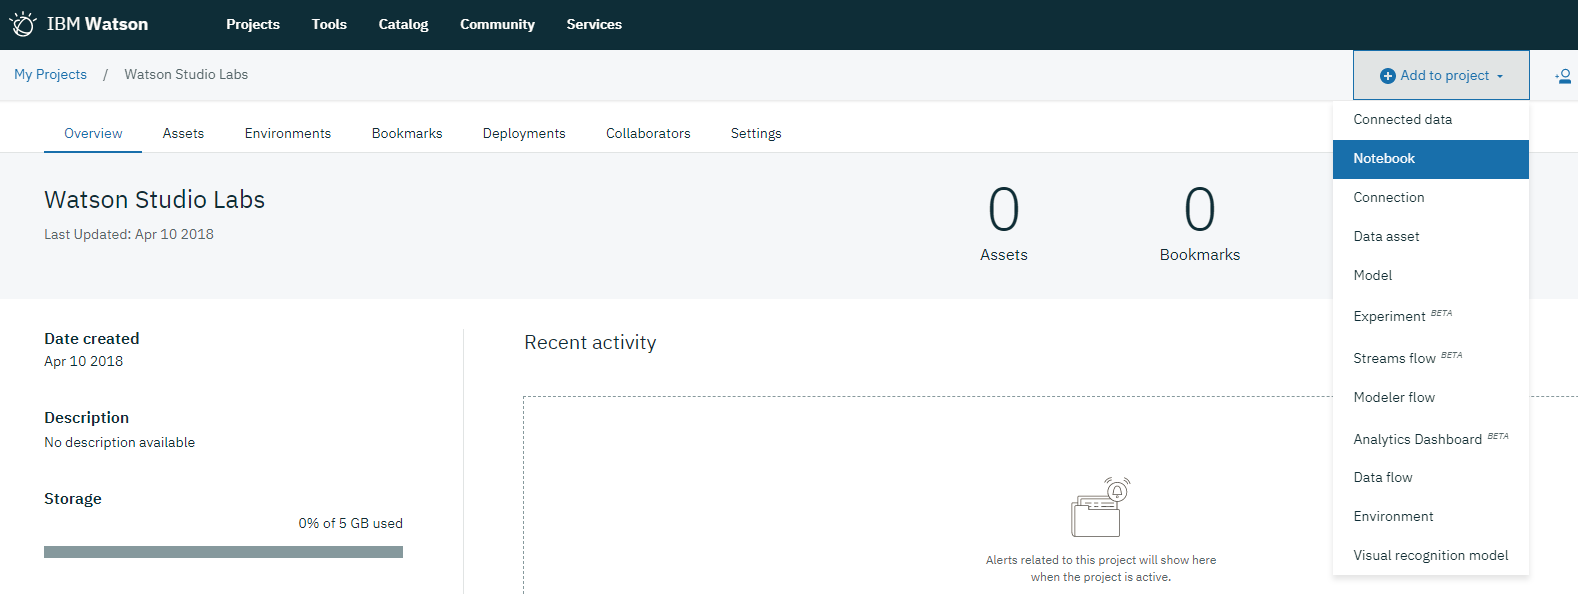 IBM Watson
Projects
Tools
Catalog
Community
Services
My Projects / Watson Studio Labs
Add to project
Overview
Assets
Environments
Bookmarks
Deployments
Collaborators
Settings
Connected data
Notebook
Connection
Data asset
Model
Experiment BETA
Streams flow BETA
Modeler flow
Analytics Dashboard BETA
Data flow
Environment
Visual recognition model
Watson Studio Labs
Last Updated: Apr 10 2018
0
Assets
0
Bookmarks
Date created
Apr 10 2018
Description
No description available
Storage
0% of 5 GB used
Recent activity
Alerts related to this project will show here
when the project is active.